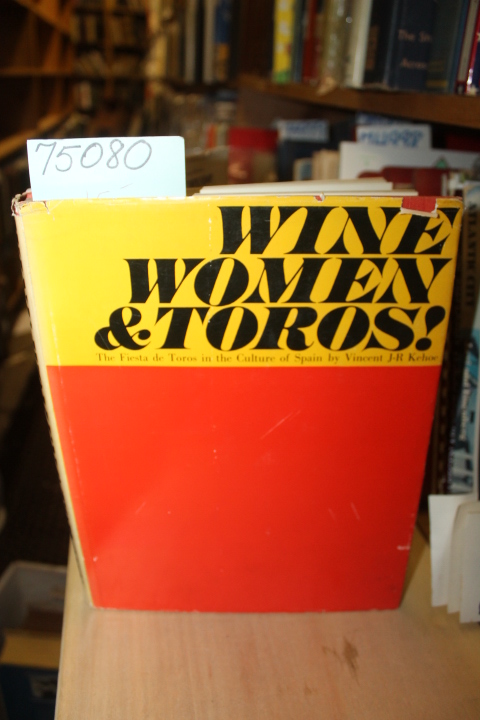 75080
WINE
WOMEN
& TOROS!
The Fiesta de Toros in the Culture of Spain by Vincent J-R Kehoe